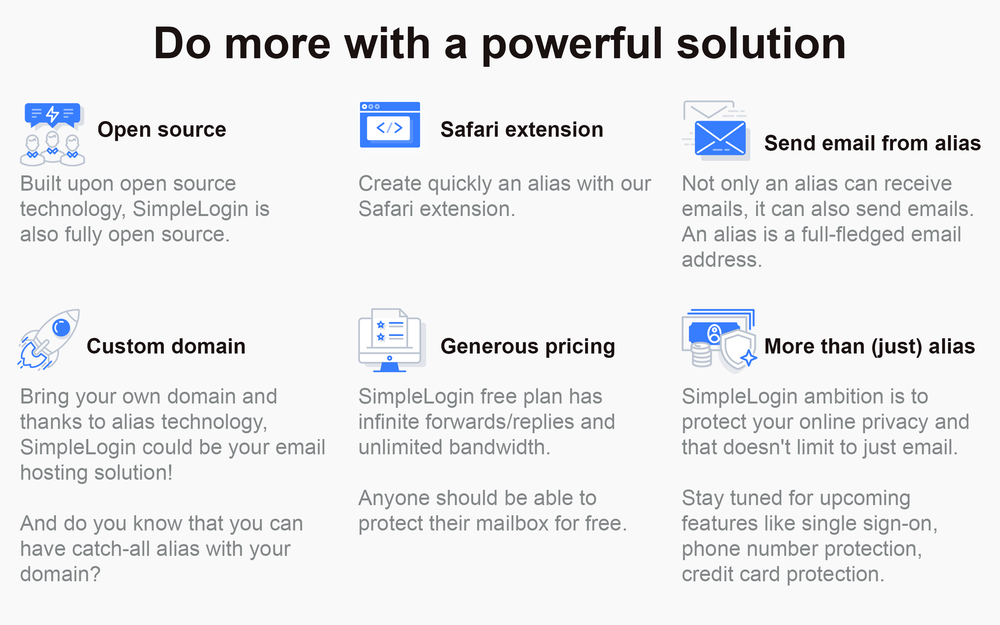 Do more with a powerful solution
Open source
Built upon open source
technology, SimpleLogin is
also fully open source.
Safari extension
Create quickly an alias with our
Safari extension.
Send email from alias
Not only an alias can receive
emails, it can also send emails.
An alias is a full-fledged email
address.
Custom domain
Bring your own domain and
thanks to alias technology,
SimpleLogin could be your email
hosting solution!
And do you know that you can
have catch-all alias with your
domain?
Generous pricing
SimpleLogin free plan has
infinite forwards/replies and
unlimited bandwidth.
Anyone should be able to
protect their mailbox for free.
More than (just) alias
SimpleLogin ambition is to
protect your online privacy and
that doesn't limit to just email.
Stay tuned for upcoming
features like single sign-on,
phone number protection,
credit card protection.